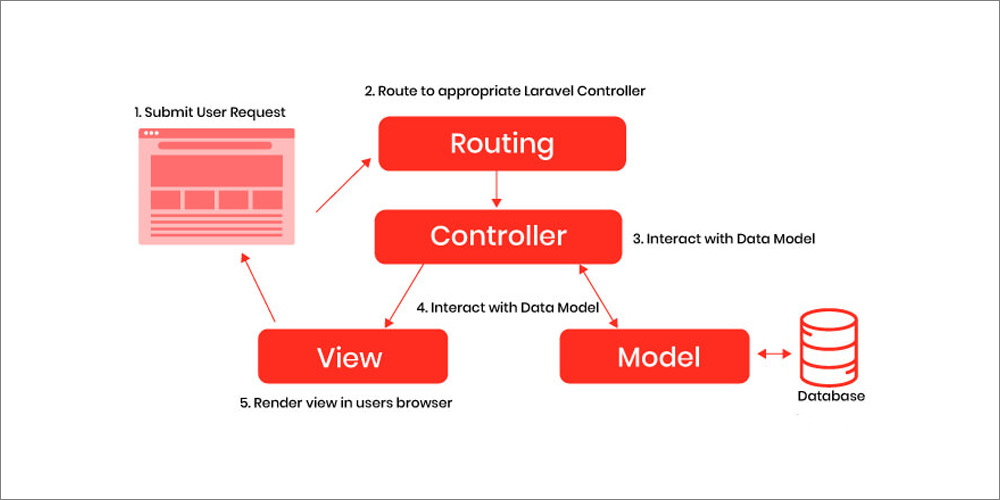 2. Route to appropriate Laravel Controller
1. Submit User Request
Routing
Controller
3. Interact with Data Model
4. Interact with Data Model
View
Model
5. Render view in users browser
Database